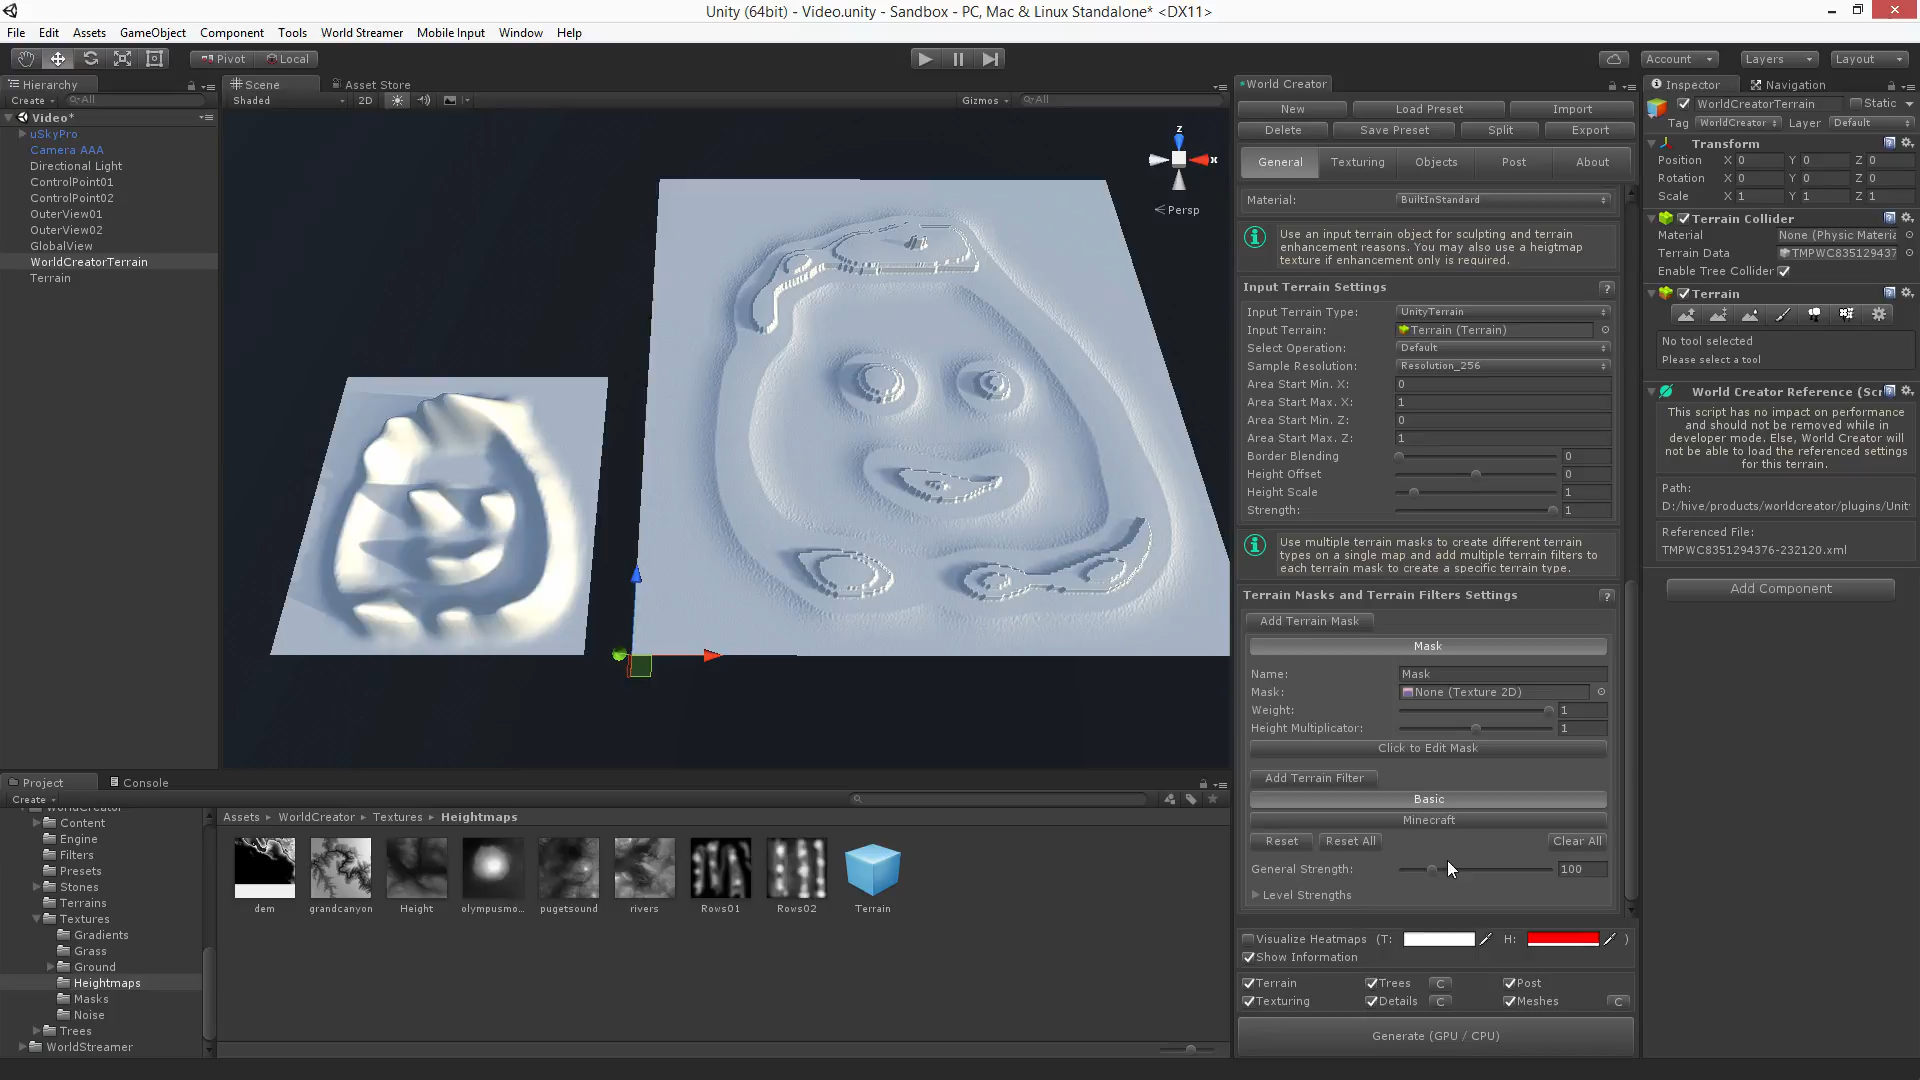 Unity (64bit) - Video.unity - Sandbox - PC, Mac & Linux Standalone* <DX11>
File Edit Assets GameObject Component Tools World Streamer Mobile Input Window Help
Pivot Local
Account Layers Layout
Hierarchy
Create All
Video*
uSkyPro
Camera AAA
Directional Light
ControlPoint01
ControlPoint02
OuterView01
OuterView02
GlobalView
WorldCreatorTerrain
Terrain
Scene Asset Store
Shaded 2D Gizmos All
z
x
Persp
Project Console
Create
WorldCreator
Content
Engine
Filters
Presets
Stones
Terrains
Textures
Gradients
Grass
Ground
Heightmaps
Masks
Noise
Trees
WorldStreamer
Assets WorldCreator Textures Heightmaps
dem grandcanyon Height olympusmo... pugetsound rivers Rows01 Rows02 Terrain
World Creator
New Load Preset Import
Delete Save Preset Split Export
General Texturing Objects Post About
Material: BuiltInStandard
Use an input terrain object for sculpting and terrain
enhancement reasons. You may also use a heigtmap
texture if enhancement only is required.
Input Terrain Settings ?
Input Terrain Type: UnityTerrain
Input Terrain: Terrain (Terrain)
Select Operation: Default
Sample Resolution: Resolution_256
Area Start Min. X: 0
Area Start Max. X: 1
Area Start Min. Z: 0
Area Start Max. Z: 1
Border Blending 0
Height Offset 0
Height Scale 1
Strength: 1
Use multiple terrain masks to create different terrain
types on a single map and add multiple terrain filters to
each terrain mask to create a specific terrain type.
Terrain Masks and Terrain Filters Settings ?
Add Terrain Mask
Mask
Name: Mask
Mask: None (Texture 2D)
Weight: 1
Height Multiplicator: 1
Click to Edit Mask
Add Terrain Filter
Basic
Minecraft
Reset Reset All Clear All
General Strength: 100
Level Strengths
Visualize Heatmaps (T: H: )
Show Information
Terrain Trees C Post
Texturing Details C Meshes C
Generate (GPU / CPU)
Inspector Navigation
WorldCreatorTerrain Static
Tag WorldCreator Layer Default
Transform
Position X 0 Y 0 Z 0
Rotation X 0 Y 0 Z 0
Scale X 1 Y 1 Z 1
Terrain Collider
Material None (Physic Materia
Terrain Data TMPWC835129437
Enable Tree Collider
Terrain
No tool selected
Please select a tool
World Creator Reference (Scr
This script has no impact on performance
and should not be removed while in
developer mode. Else, World Creator will
not be able to load the referenced settings
for this terrain.
Path:
D:/hive/products/worldcreator/plugins/Unit
Referenced File:
TMPWC8351294376-232120.xml
Add Component